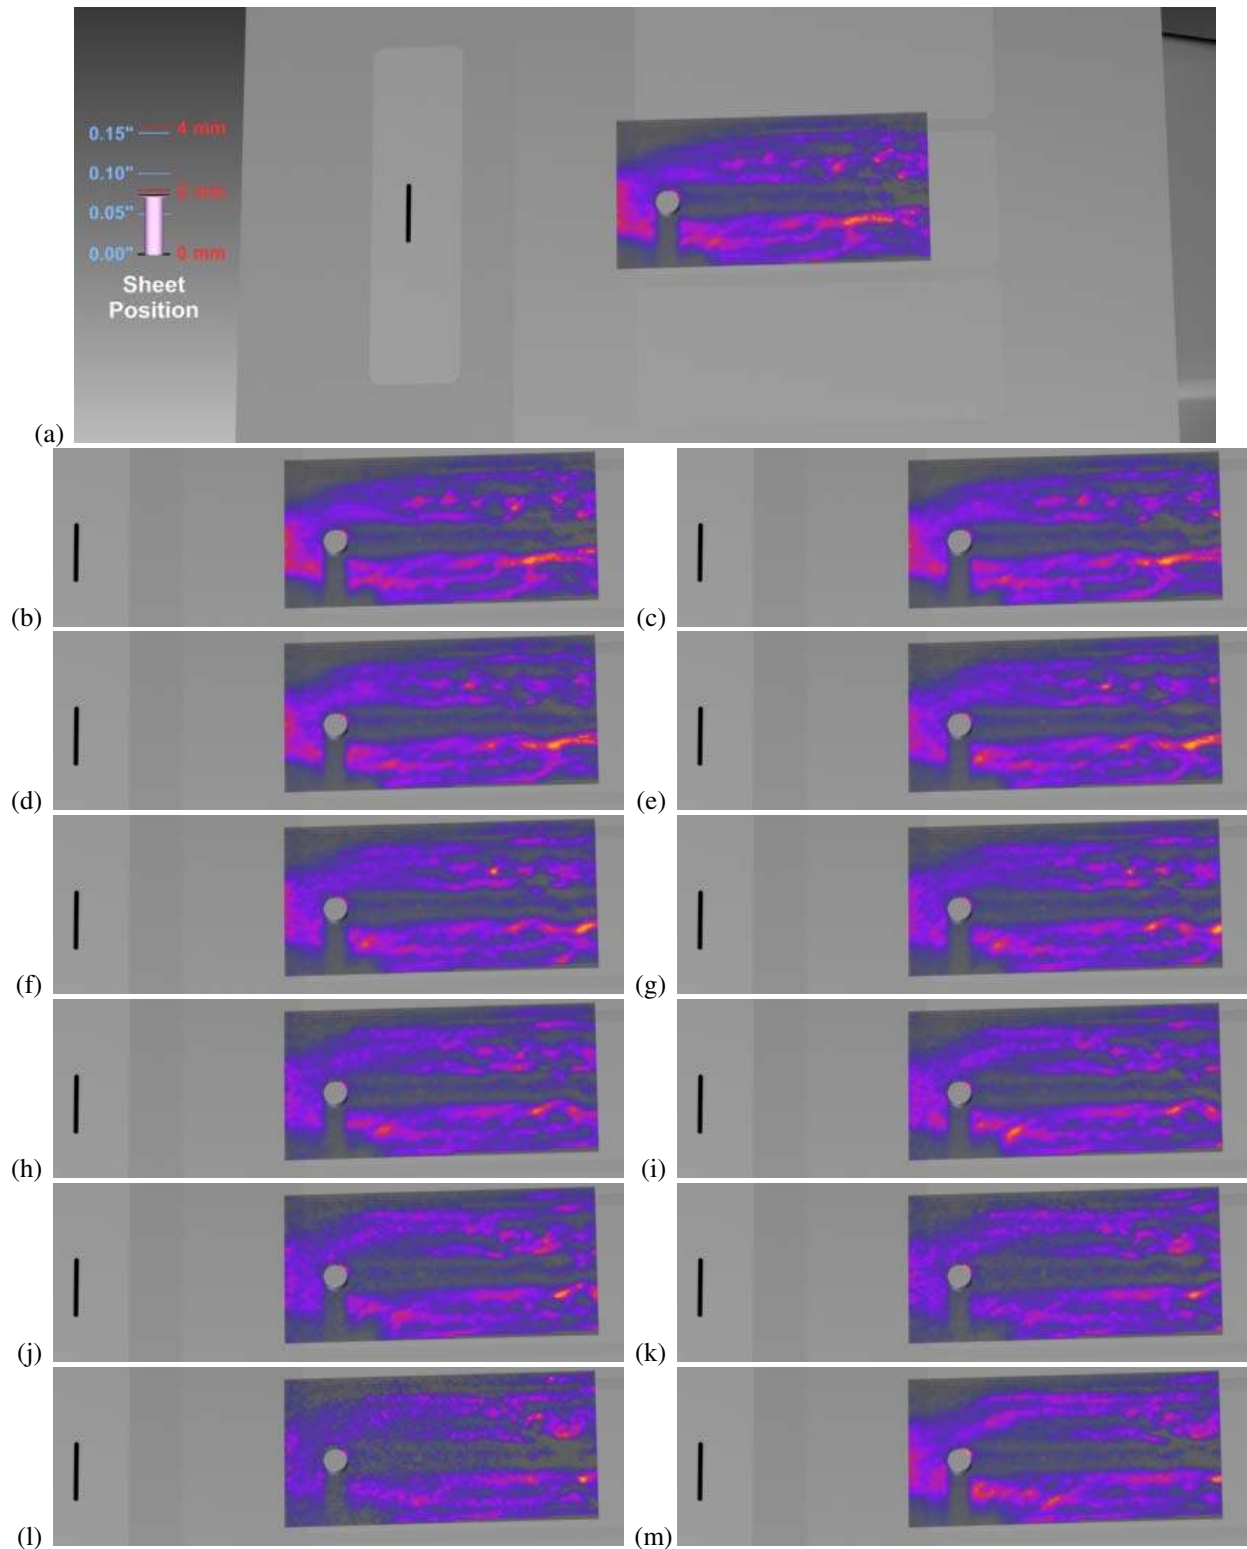 0.15" 4 mm
0.10"
0.05"
0.00" 0 mm
Sheet
Position
(a)
(b) (c)
(d) (e)
(f) (g)
(h) (i)
(j) (k)
(l) (m)